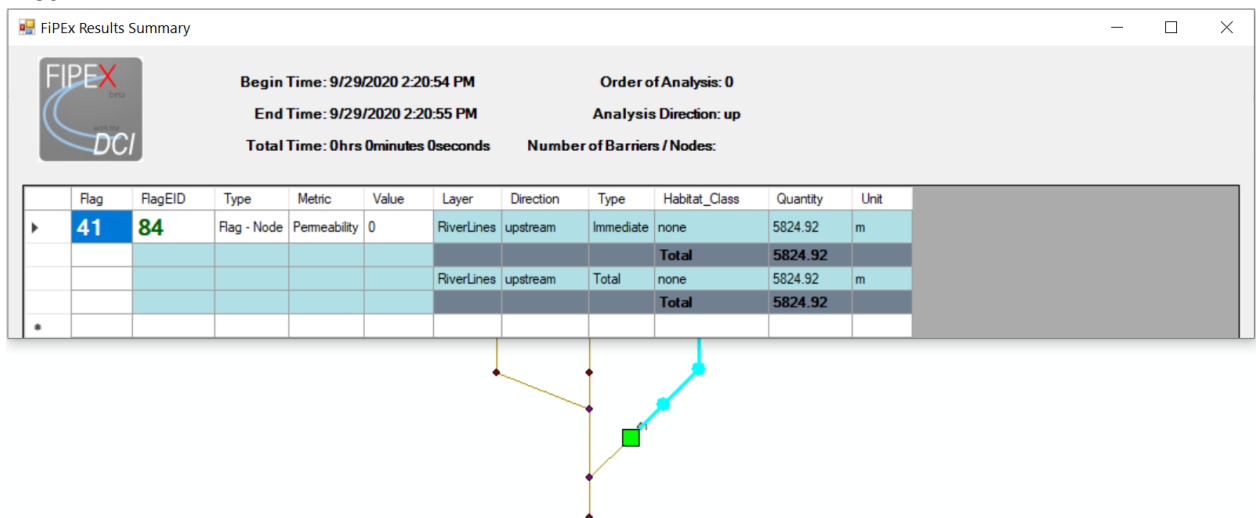 FiPEx Results Summary
FIPEX
beta
with the
DCI
Begin Time: 9/29/2020 2:20:54 PM
Order of Analysis: 0
End Time: 9/29/2020 2:20:55 PM
Analysis Direction: up
Total Time: 0hrs 0minutes 0seconds
Number of Barriers / Nodes:
Flag FlagEID Type Metric Value Layer Direction Type Habitat_Class Quantity Unit
41 84 Flag - Node Permeability 0 RiverLines upstream Immediate none 5824.92 m
Total 5824.92
RiverLines upstream Total none 5824.92 m
Total 5824.92